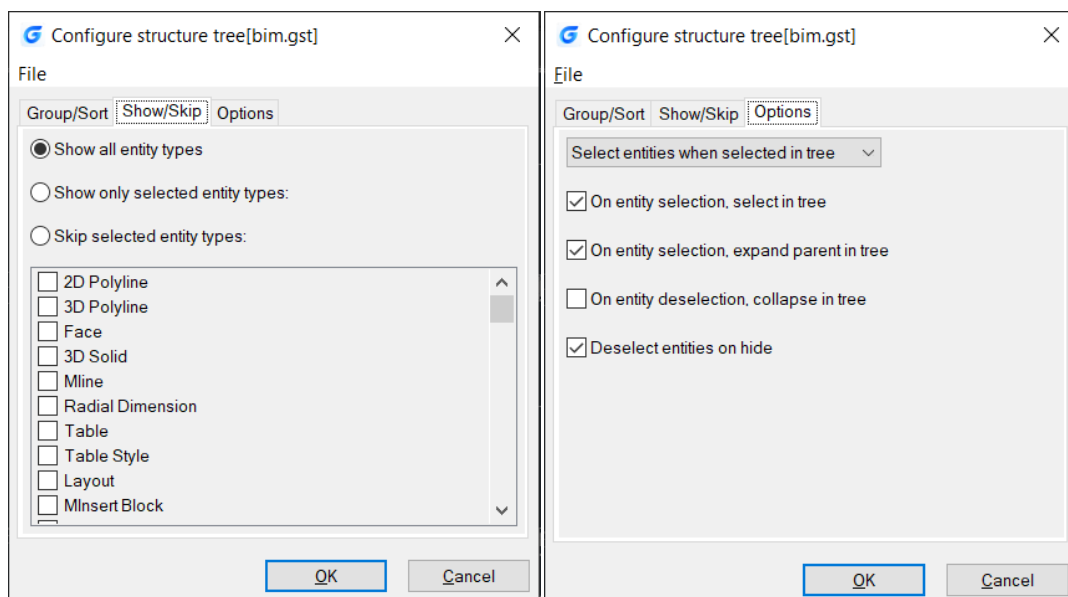 Configure structure tree[bim.gst]
File
Group/Sort Show/Skip Options
Show all entity types
Show only selected entity types:
Skip selected entity types:
2D Polyline
3D Polyline
Face
3D Solid
Mline
Radial Dimension
Table
Table Style
Layout
MInsert Block
OK Cancel
Configure structure tree[bim.gst]
File
Group/Sort Show/Skip Options
Select entities when selected in tree
On entity selection, select in tree
On entity selection, expand parent in tree
On entity deselection, collapse in tree
Deselect entities on hide
OK Cancel